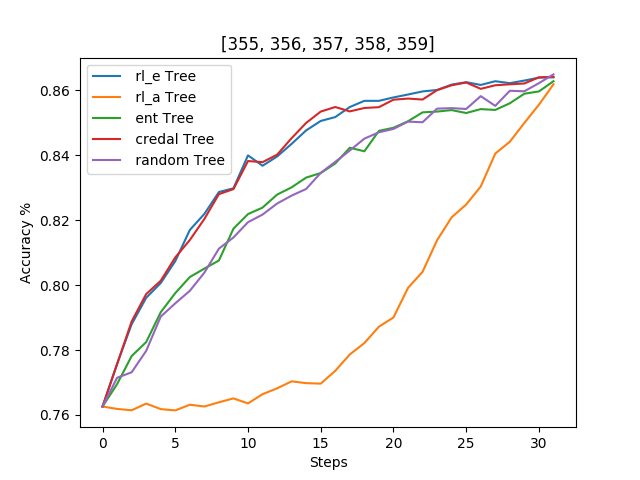 [355, 356, 357, 358, 359]
rl_e Tree
rl_a Tree
ent Tree
credal Tree
random Tree
Accuracy %
0.86
0.84
0.82
0.80
0.78
0.76
0 5 10 15 20 25 30
Steps